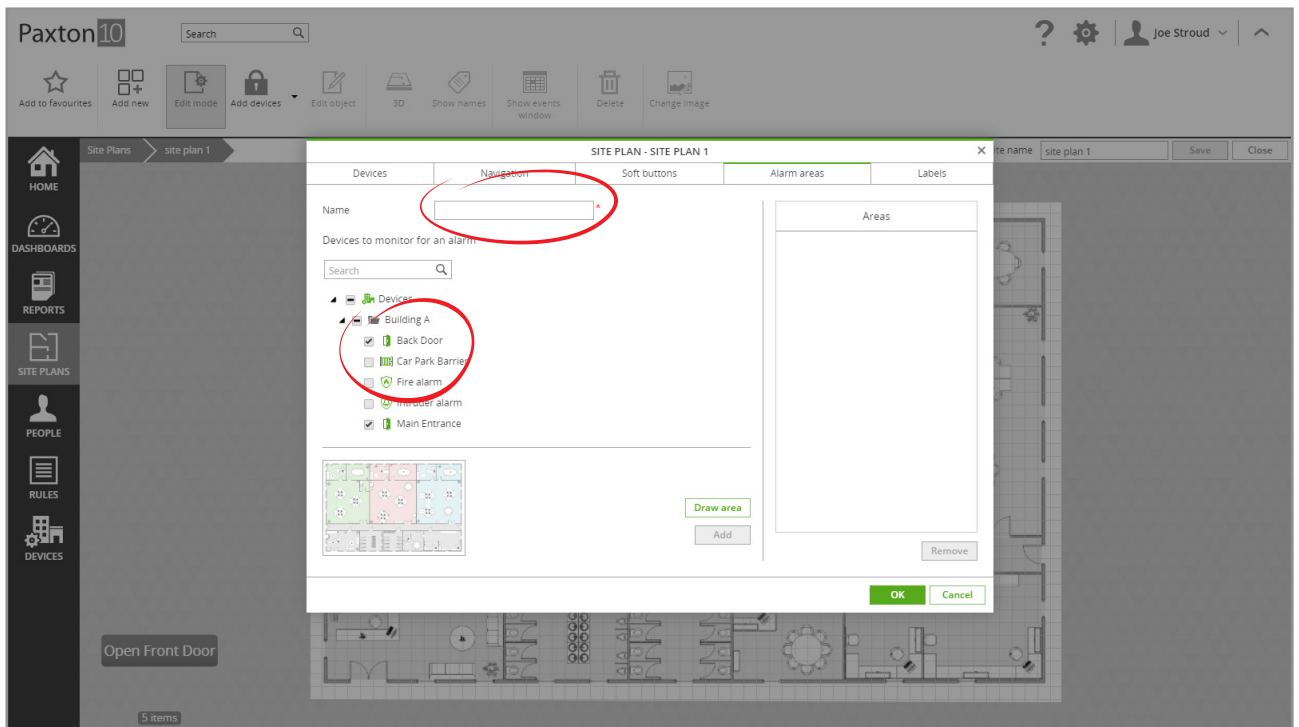 Paxton10
Search
Joe Stroud
Add to favourites
Add new
Edit mode
Add devices
Edit object
3D
Show names
Show events
window
Delete
Change image
Site Plans
site plan 1
SITE PLAN - SITE PLAN 1
ite name
site plan 1
Save
Close
HOME
DASHBOARDS
REPORTS
SITE PLANS
PEOPLE
RULES
DEVICES
Devices
Navigation
Soft buttons
Alarm areas
Labels
Name
*
Devices to monitor for an alarm
Search
Devices
Building A
Back Door
Car Park Barrier
Fire alarm
Intruder alarm
Main Entrance
Draw area
Add
Areas
Remove
OK
Cancel
Open Front Door
5 items